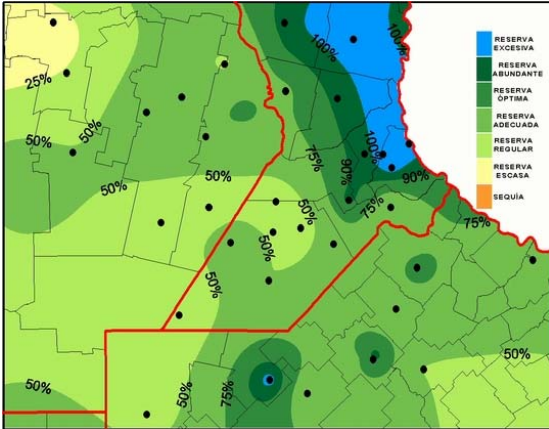 100%
100%
RESERVA
EXCESIVA
RESERVA
ABUNDANTE
RESERVA
ÓPTIMA
RESERVA
ADECUADA
RESERVA
REGULAR
RESERVA
ESCASA
SEQUÍA
25%
50%
50%
75%
100%
90%
90%
50%
50%
75%
75%
50%
50%
50%
50%
50%
50%
75%